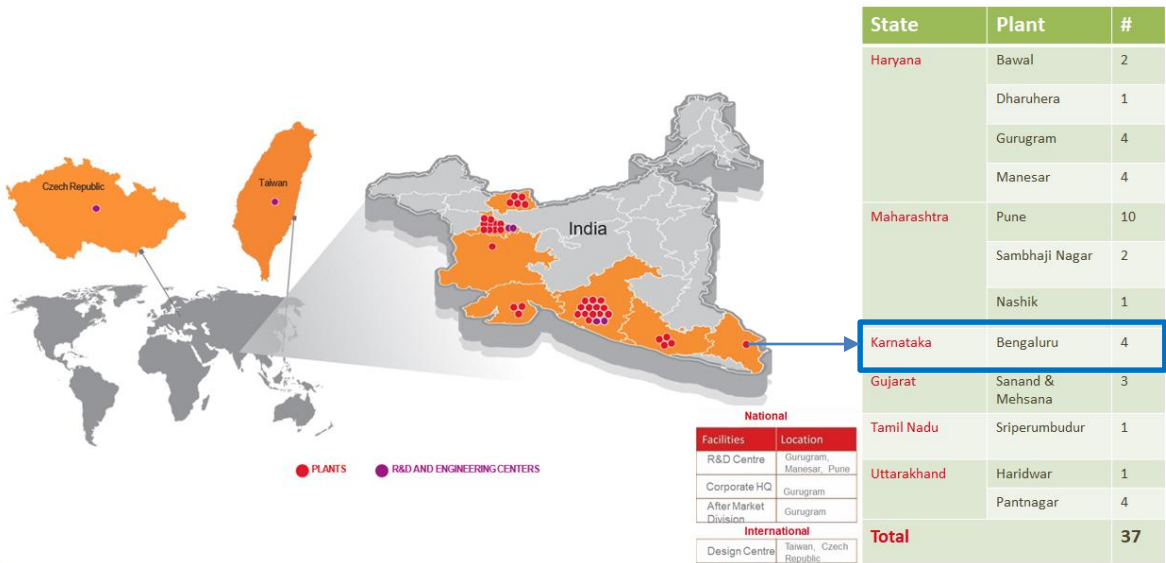 Czech Republic
Taiwan
India
PLANTS
R&D AND ENGINEERING CENTERS
National
Facilities Location
R&D Centre Gurugram,
Manesar, Pune
Corporate HQ Gurugram
After Market
Division Gurugram
International
Design Centre Taiwan, Czech
Republic
State Plant #
Haryana Bawal 2
Dharuhera 1
Gurugram 4
Manesar 4
Maharashtra Pune 10
Sambhaji Nagar 2
Nashik 1
Karnataka Bengaluru 4
Gujarat Sanand & 3
Mehsana
Tamil Nadu Sriperumbudur 1
Uttarakhand Haridwar 1
Pantnagar 4
Total 37